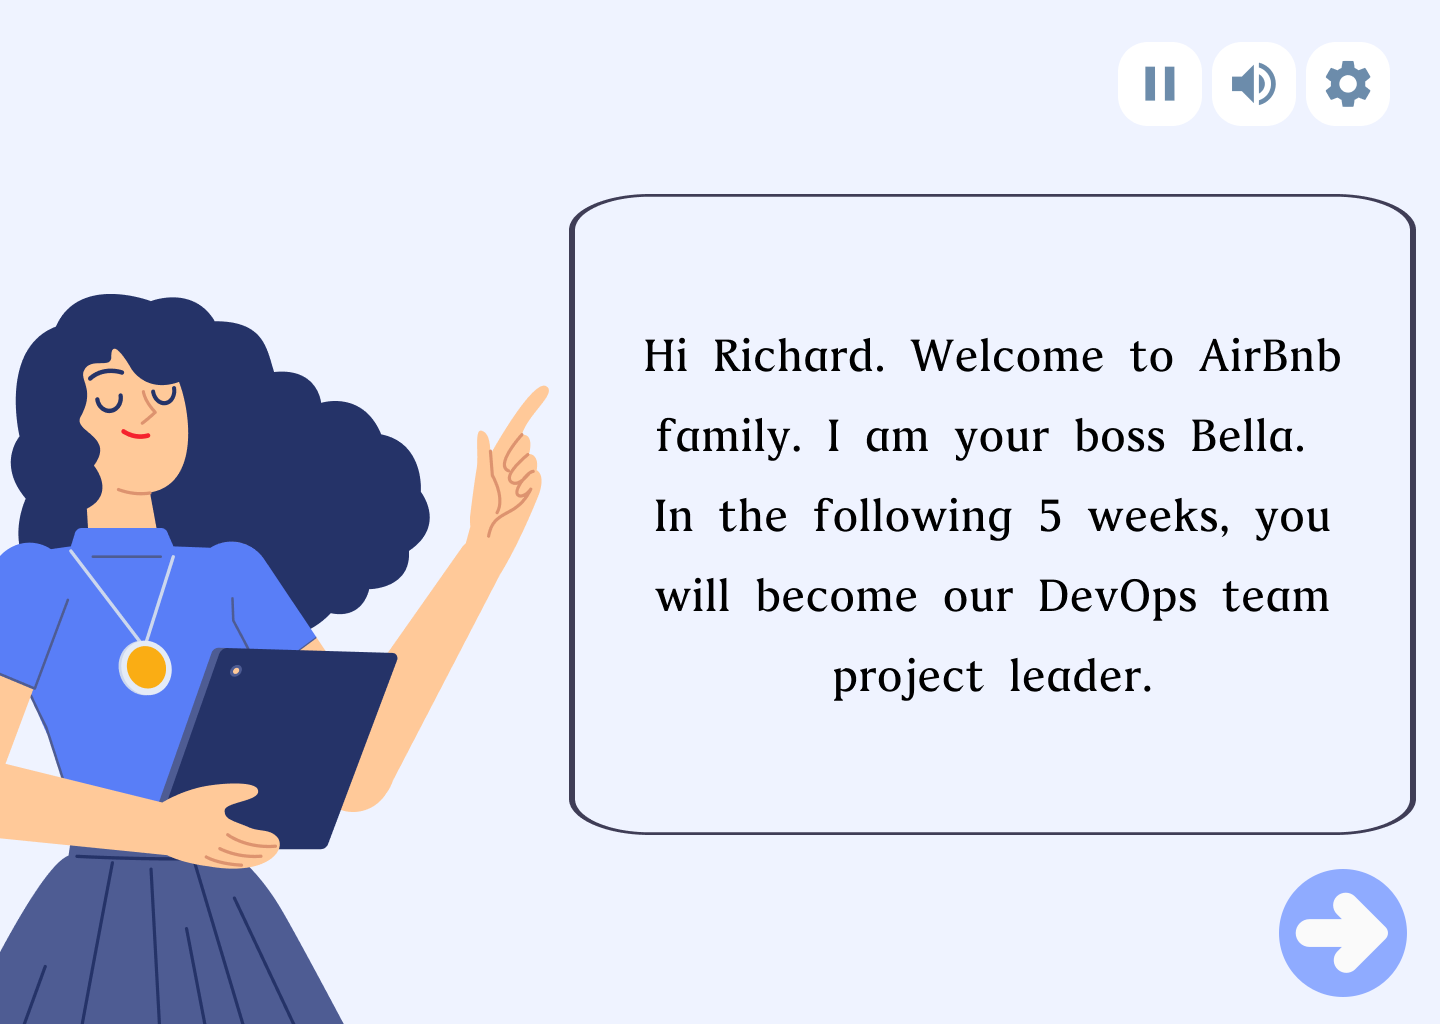 Hi Richard. Welcome to AirBnb
family. I am your boss Bella.
In the following 5 weeks, you
will become our DevOps team
project leader.